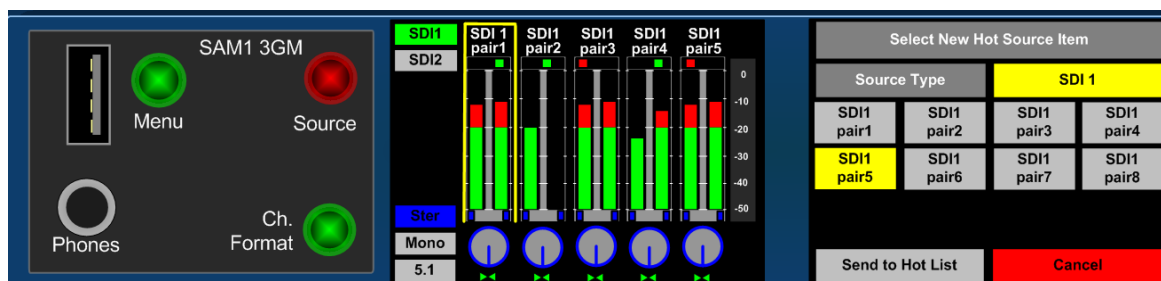 SAM1 3GM
Menu
Source
Phones
Ch.
Format
SDI1
SDI2
Ster
Mono
5.1
SDI 1
pair1
SDI1
pair2
SDI1
pair3
SDI1
pair4
SDI1
pair5
0
-10
-20
-30
-40
-50
Select New Hot Source Item
Source Type
SDI 1
SDI1
pair1
SDI1
pair2
SDI1
pair3
SDI1
pair4
SDI1
pair5
SDI1
pair6
SDI1
pair7
SDI1
pair8
Send to Hot List
Cancel